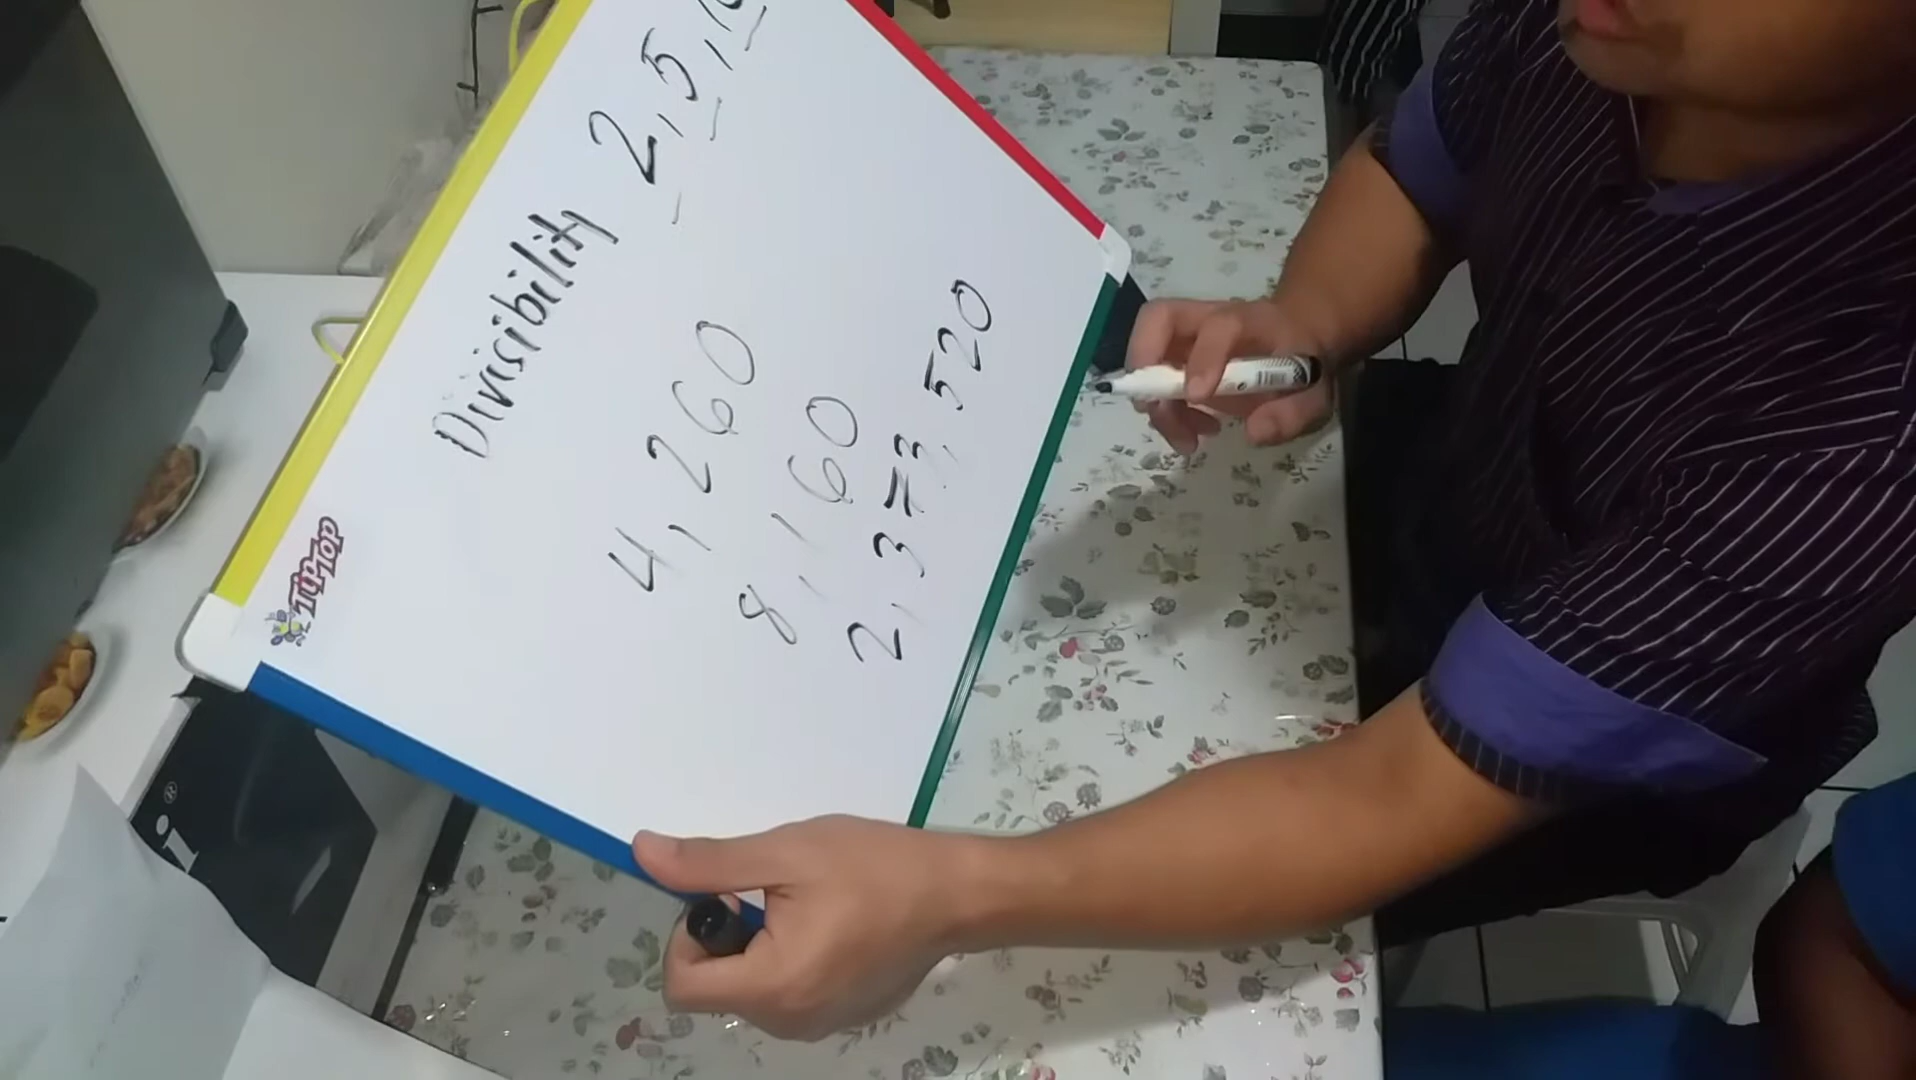 Divisibility 2, 5, 10
4, 260
8, 160
2, 373, 520
TipTop
i®